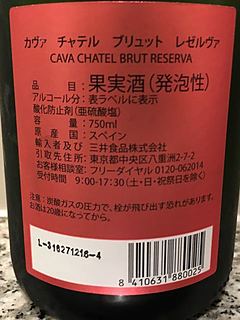 カヴァ チャテル ブリュット レゼルヴァ
CAVA CHATEL BRUT RESERVA
品目：果実酒（発泡性）
アルコール分：表ラベルに表示
酸化防止剤（亜硫酸塩）
容量：750ml
原産国：スペイン
輸入者：三井食品株式会社
引取先住所：東京都中央区八重洲2-7-2
お客様相談室：フリーダイヤル 0120-062014
受付時間：9:00-17:30（土・日・祝祭日を除く）
注意：炭酸ガスの圧力で、栓が飛び出す恐れがあります。
お酒は20歳になってから。
L-316271216-4
8 410631 880025